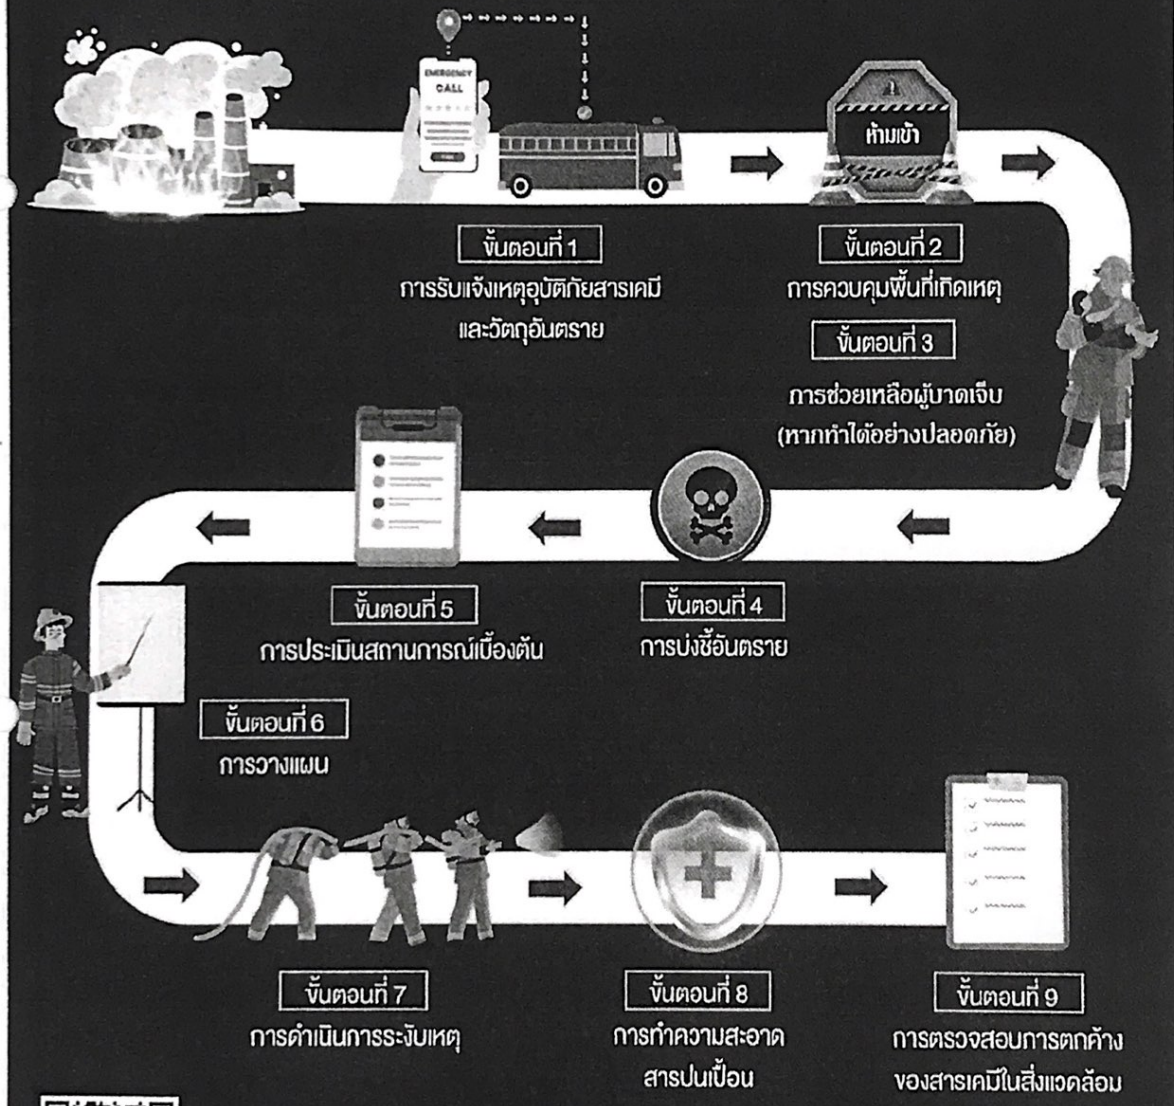 EMERGENCY
CALL
ห้ามเข้า
ขั้นตอนที่ 1
การรับแจ้งเหตุอุบัติภัยสารเคมี
และวัตถุอันตราย
ขั้นตอนที่ 2
การควบคุมพื้นที่เกิดเหตุ
ขั้นตอนที่ 3
การช่วยเหลือผู้บาดเจ็บ
(หากทำได้อย่างปลอดภัย)
ขั้นตอนที่ 4
การบ่งชี้อันตราย
ขั้นตอนที่ 5
การประเมินสถานการณ์เบื้องต้น
ขั้นตอนที่ 6
การวางแผน
ขั้นตอนที่ 7
การดำเนินการระงับเหตุ
ขั้นตอนที่ 8
การทำความสะอาด
สารปนเปื้อน
ขั้นตอนที่ 9
การตรวจสอบการตกค้าง
ของสารเคมีในสิ่งแวดล้อม